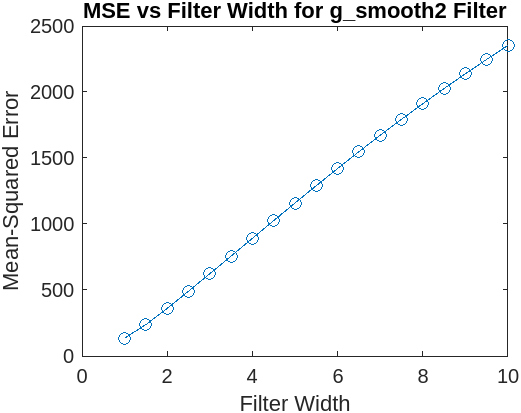 MSE vs Filter Width for g_smooth2 Filter
2500
2000
1500
1000
500
0
Mean-Squared Error
0 2 4 6 8 10
Filter Width